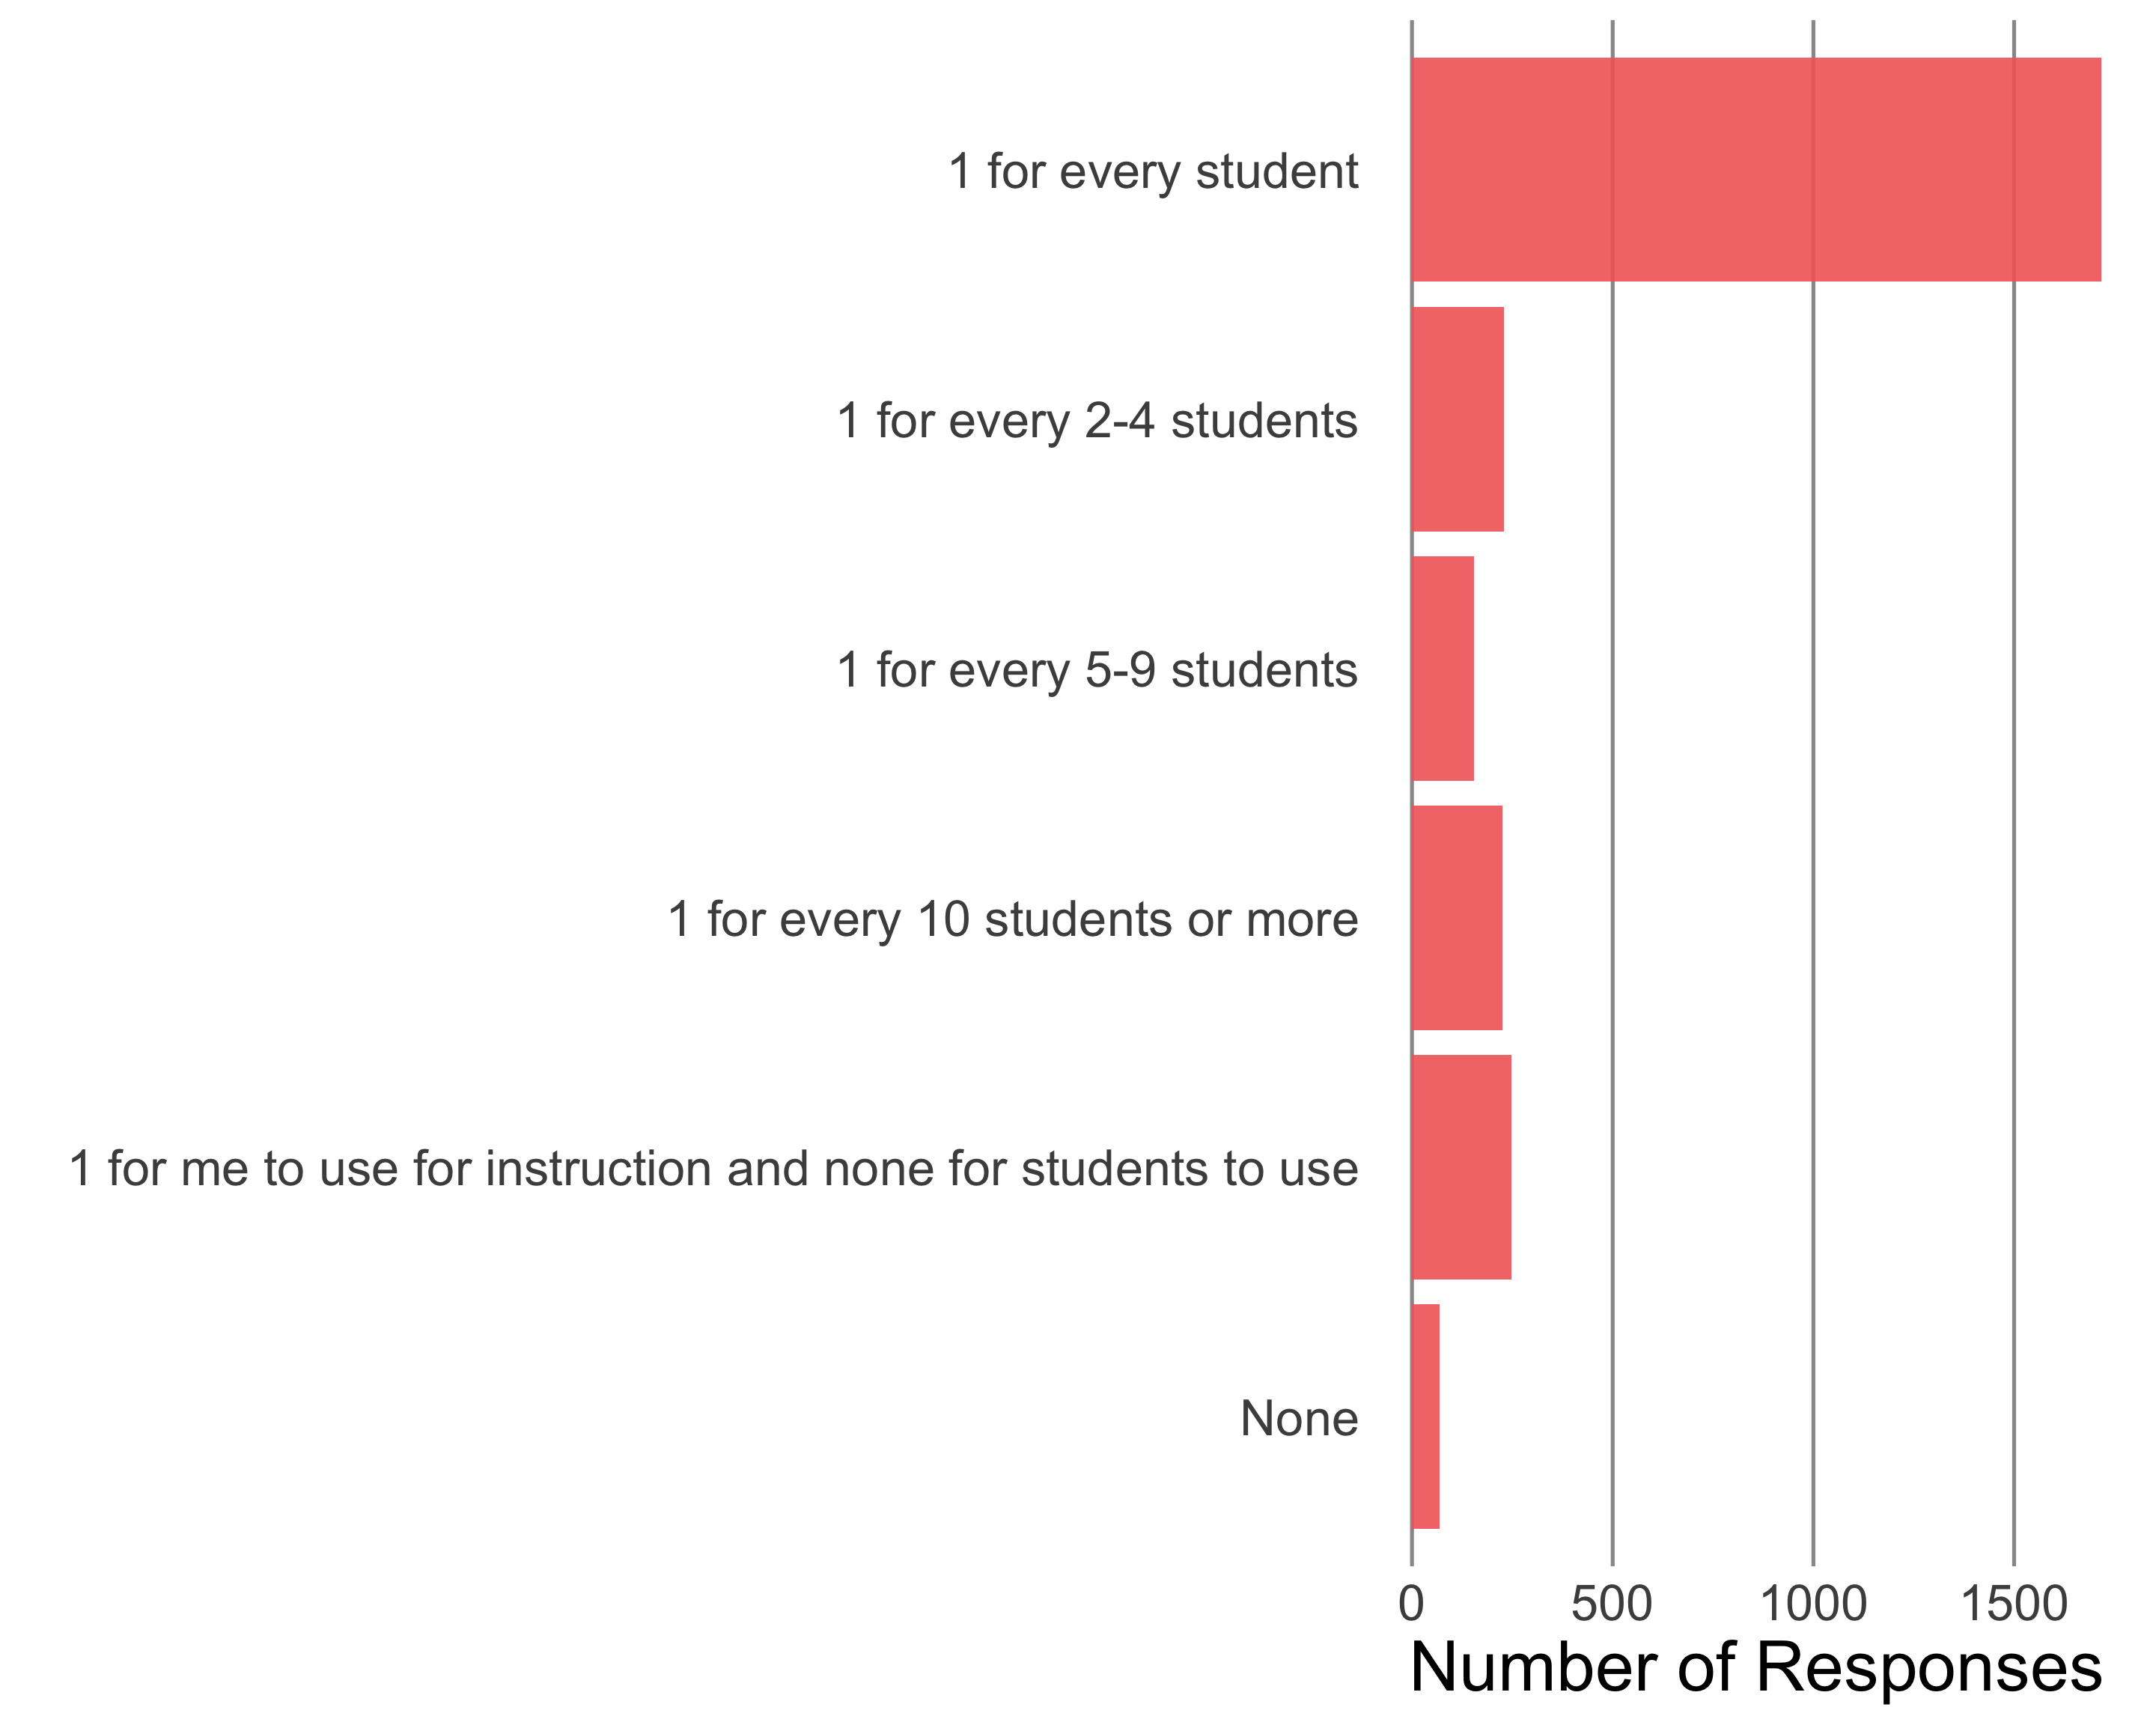 1 for every student
1 for every 2-4 students
1 for every 5-9 students
1 for every 10 students or more
1 for me to use for instruction and none for students to use
None
0 500 1000 1500
Number of Responses